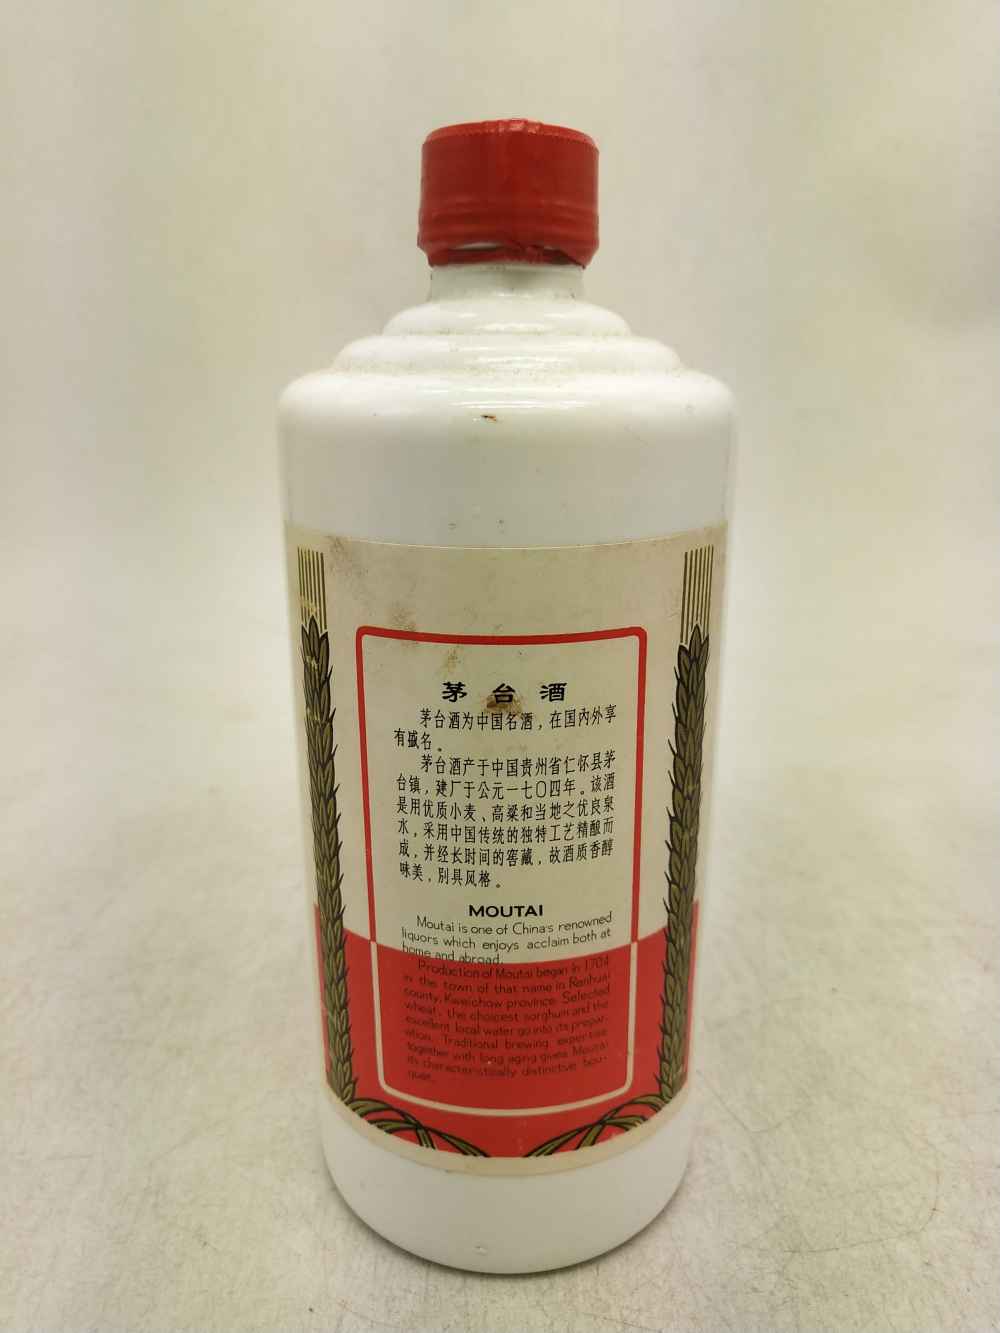 茅台酒
茅台酒为中国名酒，在国内外享
有盛名。
茅台酒产于中国贵州省仁怀县茅
台镇，建厂于公元一七〇四年。该酒
是用优质小麦、高粱和当地之优良泉
水，采用中国传统的独特工艺精酿而
成，并经长时间的窖藏，故酒质香醇
味美，别具风格。
MOUTAI
Moutai is one of China's renowned
liquors which enjoys acclaim both at
home and abroad.
Production of Moutai began in 1704
in the town of that name in Renhuai
county, Kweichow province. Selected
wheat, the choicest sorghum and the
excellent local water go into its prepar-
ation. Traditional brewing expertise
together with long aging gives Moutai
its characteristically distinctive bou-
quet.